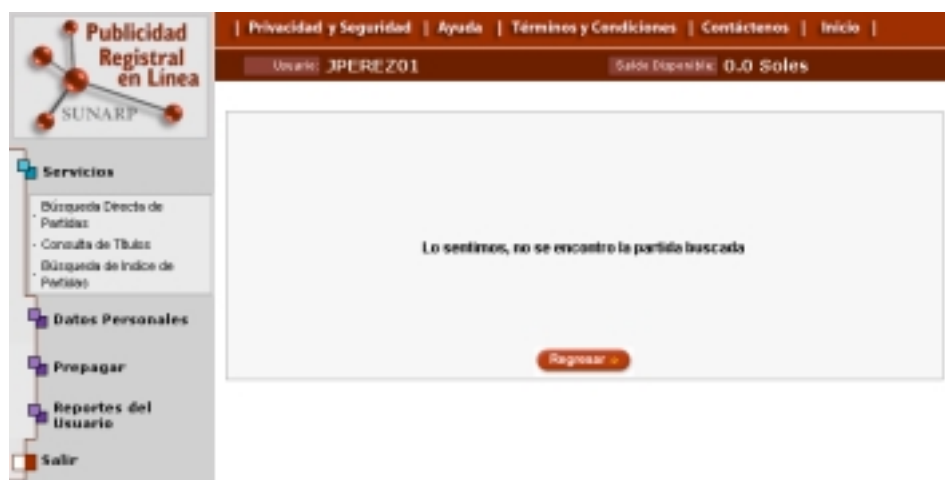 Publicidad
Registral
en Linea
SUNARP
| Privacidad y Seguridad | Ayuda | Términos y Condiciones | Contáctenos | Inicio |
Usuario: JPEREZ01 Saldo Disponible: 0.0 Soles
Servicios
· Búsqueda Directa de
Partidas
· Consulta de Títulos
· Búsqueda de Indice de
Partidas
Datos Personales
Prepagar
Reportes del
Usuario
Salir
Lo sentimos, no se encontro la partida buscada
Regresar